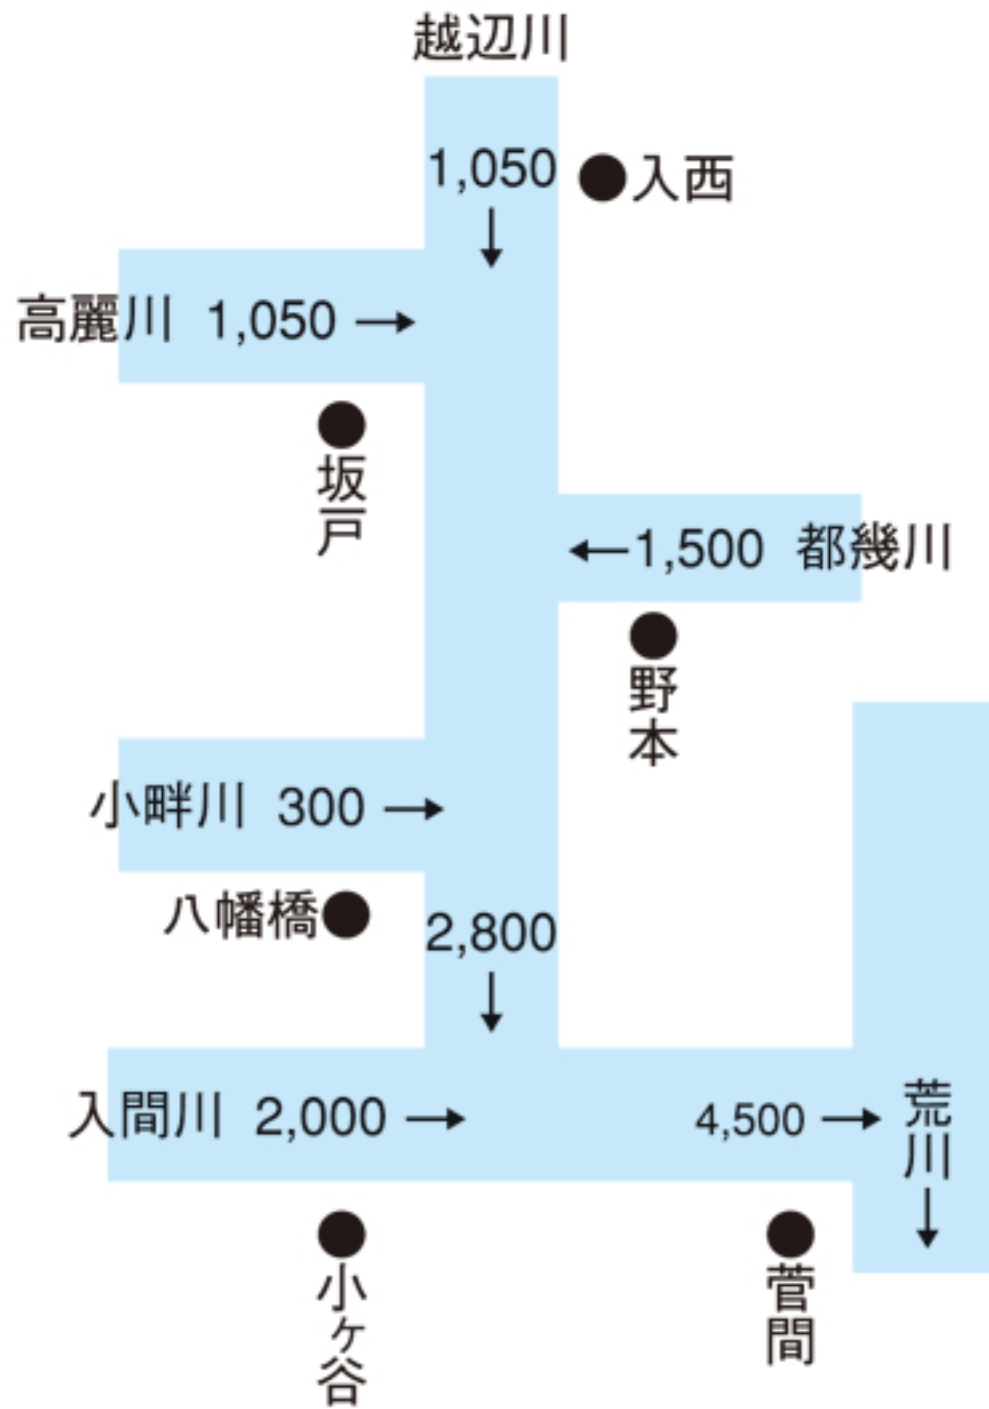 越辺川
1,050
入西
高麗川 1,050
坂戸
1,500 都幾川
野本
小畔川 300
八幡橋
2,800
入間川 2,000
4,500
荒川
小ヶ谷
菅間